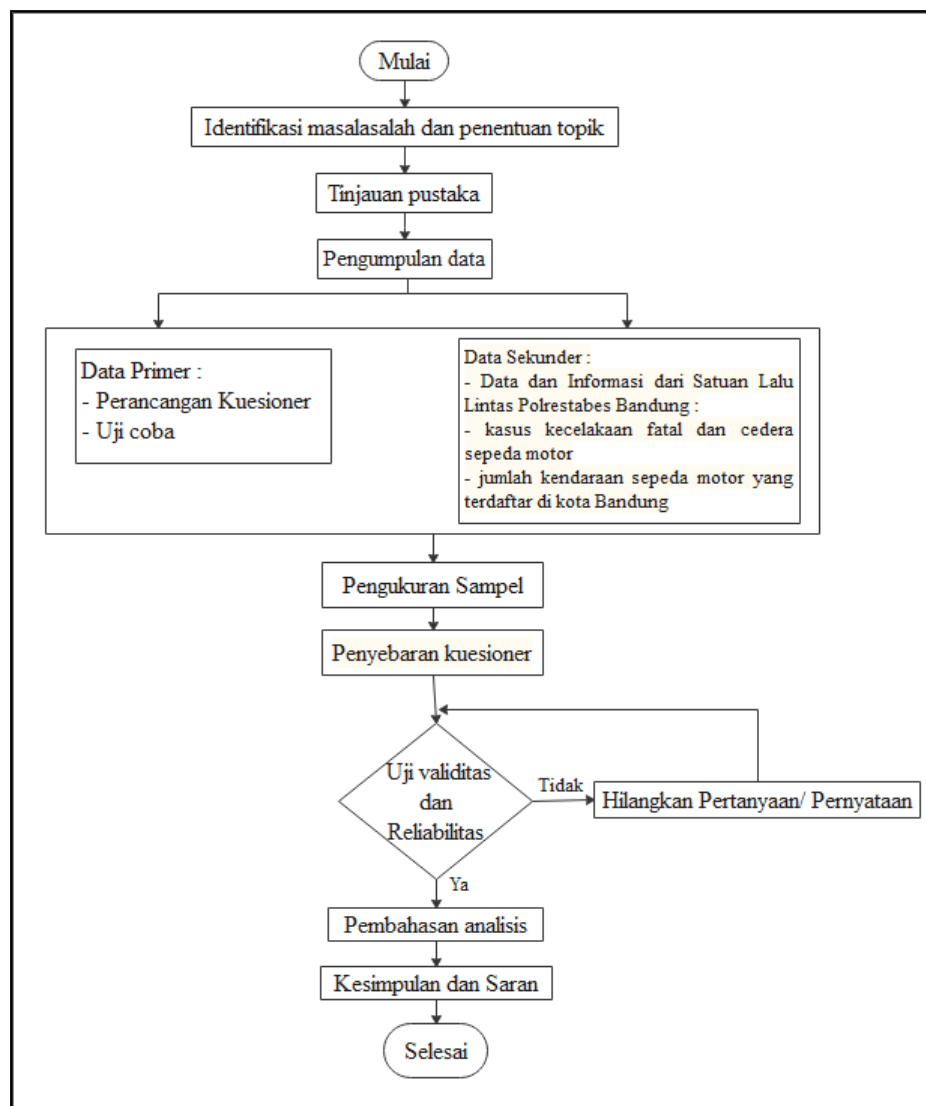 Mulai
Identifikasi masalasalah dan penentuan topik
Tinjauan pustaka
Pengumpulan data
Data Primer :
- Perancangan Kuesioner
- Uji coba
Data Sekunder :
- Data dan Informasi dari Satuan Lalu
Lintas Polrestabes Bandung :
- kasus kecelakaan fatal dan cedera
sepeda motor
- jumlah kendaraan sepeda motor yang
terdaftar di kota Bandung
Pengukuran Sampel
Penyebaran kuesioner
Uji validitas
dan
Reliabilitas
Tidak
Hilangkan Pertanyaan/ Pernyataan
Ya
Pembahasan analisis
Kesimpulan dan Saran
Selesai